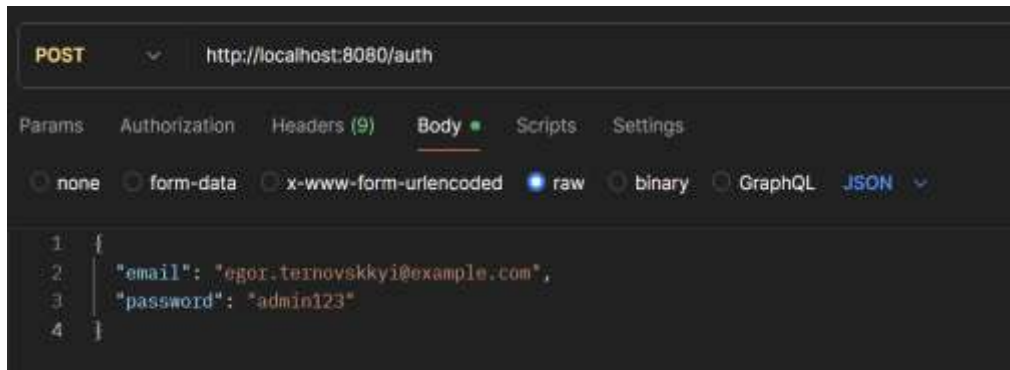 POST http://localhost:8080/auth
Params Authorization Headers (9) Body Scripts Settings
none form-data x-www-form-urlencoded raw binary GraphQL JSON
1 {
2 "email": "egor.ternovskkyi@example.com",
3 "password": "admin123"
4 }